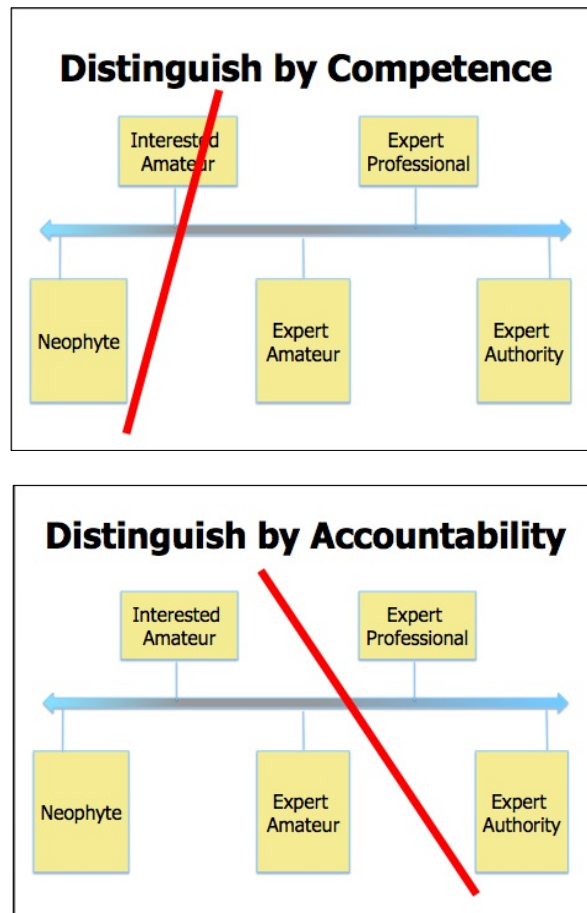 Distinguish by Competence
Interested
Amateur
Expert
Professional
Neophyte
Expert
Amateur
Expert
Authority
Distinguish by Accountability
Interested
Amateur
Expert
Professional
Neophyte
Expert
Amateur
Expert
Authority